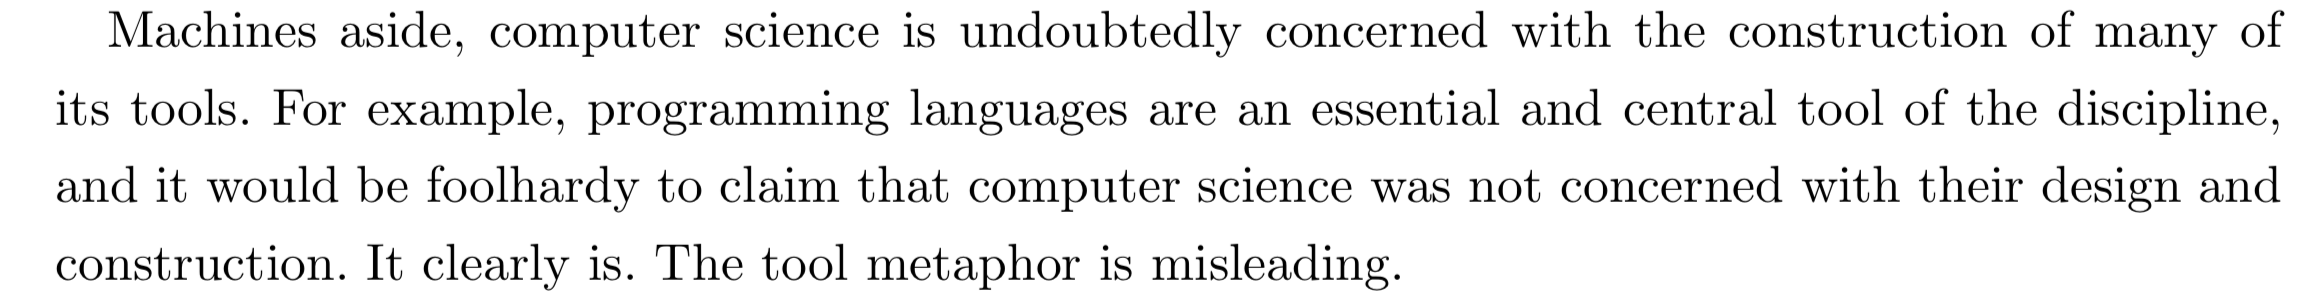 Machines aside, computer science is undoubtedly concerned with the construction of many of
its tools. For example, programming languages are an essential and central tool of the discipline,
and it would be foolhardy to claim that computer science was not concerned with their design and
construction. It clearly is. The tool metaphor is misleading.